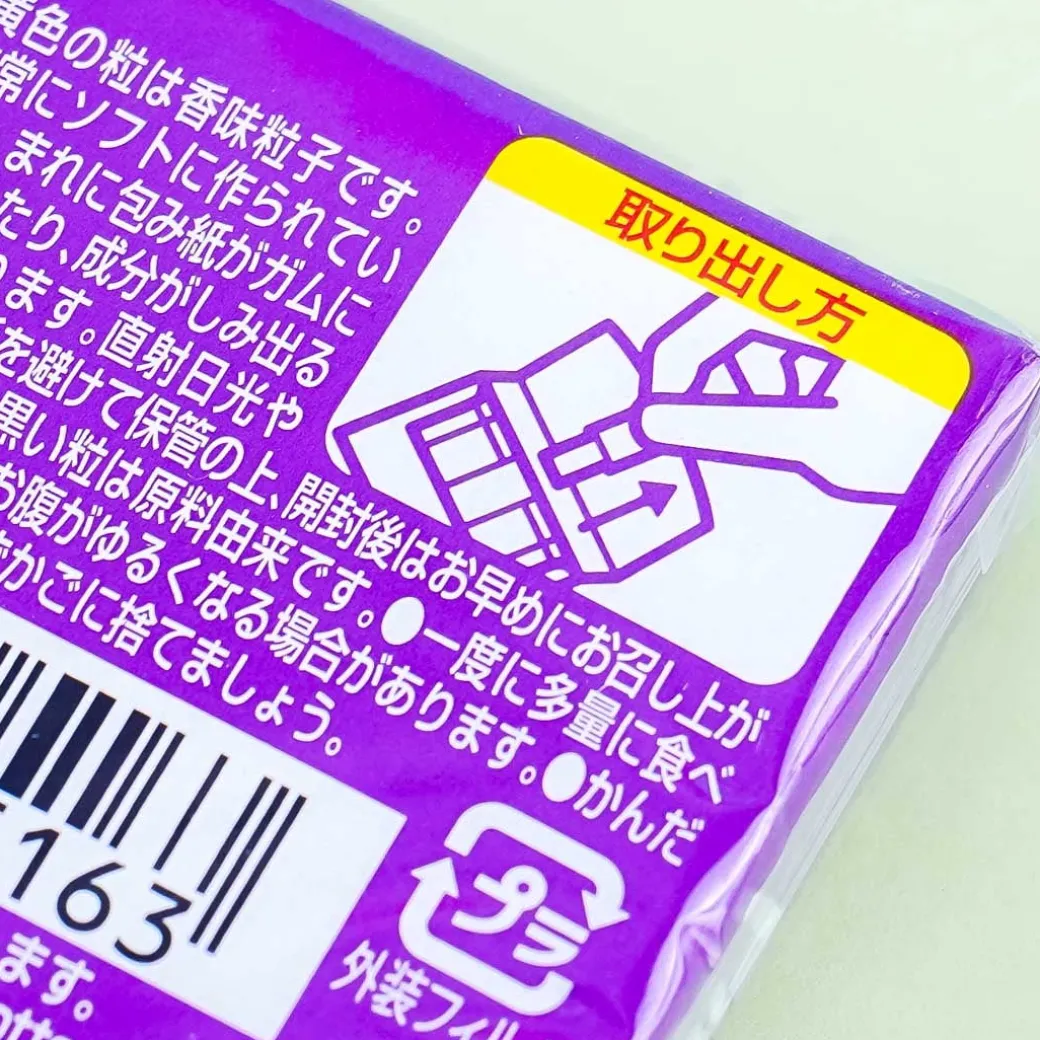 黄色の粒は香味粒子です。
常にソフトに作られてい
まれに包み紙がガムに
たり、成分がしみ出る
ります。直射日光や
を避けて保管の上、開封後はお早めにお召し上が
黒い粒は原料由来です。●一度に多量に食べ
お腹がゆるくなる場合があります。●かんだ
かごに捨てましょう。
取り出し方
163
プラ
外装フィル
ます。
otte